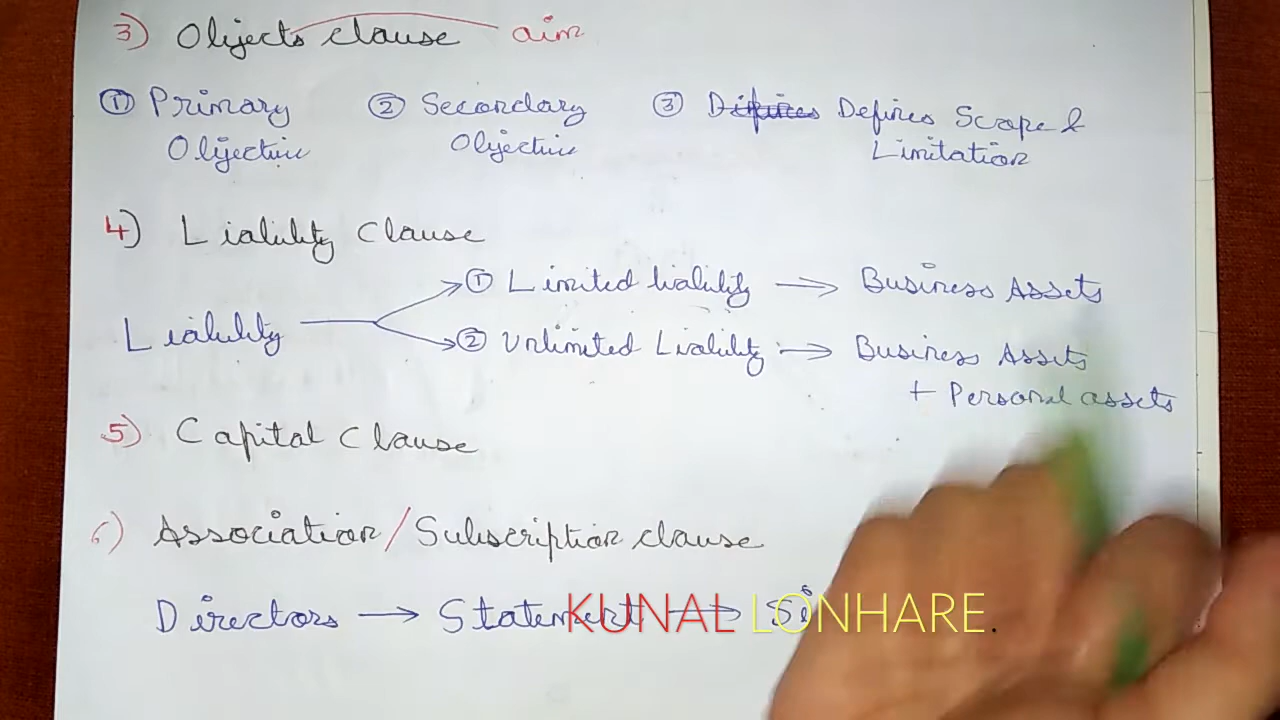 3) Objects clause aim
① Primary ② Secondary ③ Defines Defines Scope &
Objective Objective Limitation
4) Liability Clause
① Limited liability → Business Assets
Liability
② Unlimited Liability → Business Assets
+ Personal assets
5) Capital Clause
6) Association/Subscription clause
Directors → Statement → Si
KUNAL LONHARE.